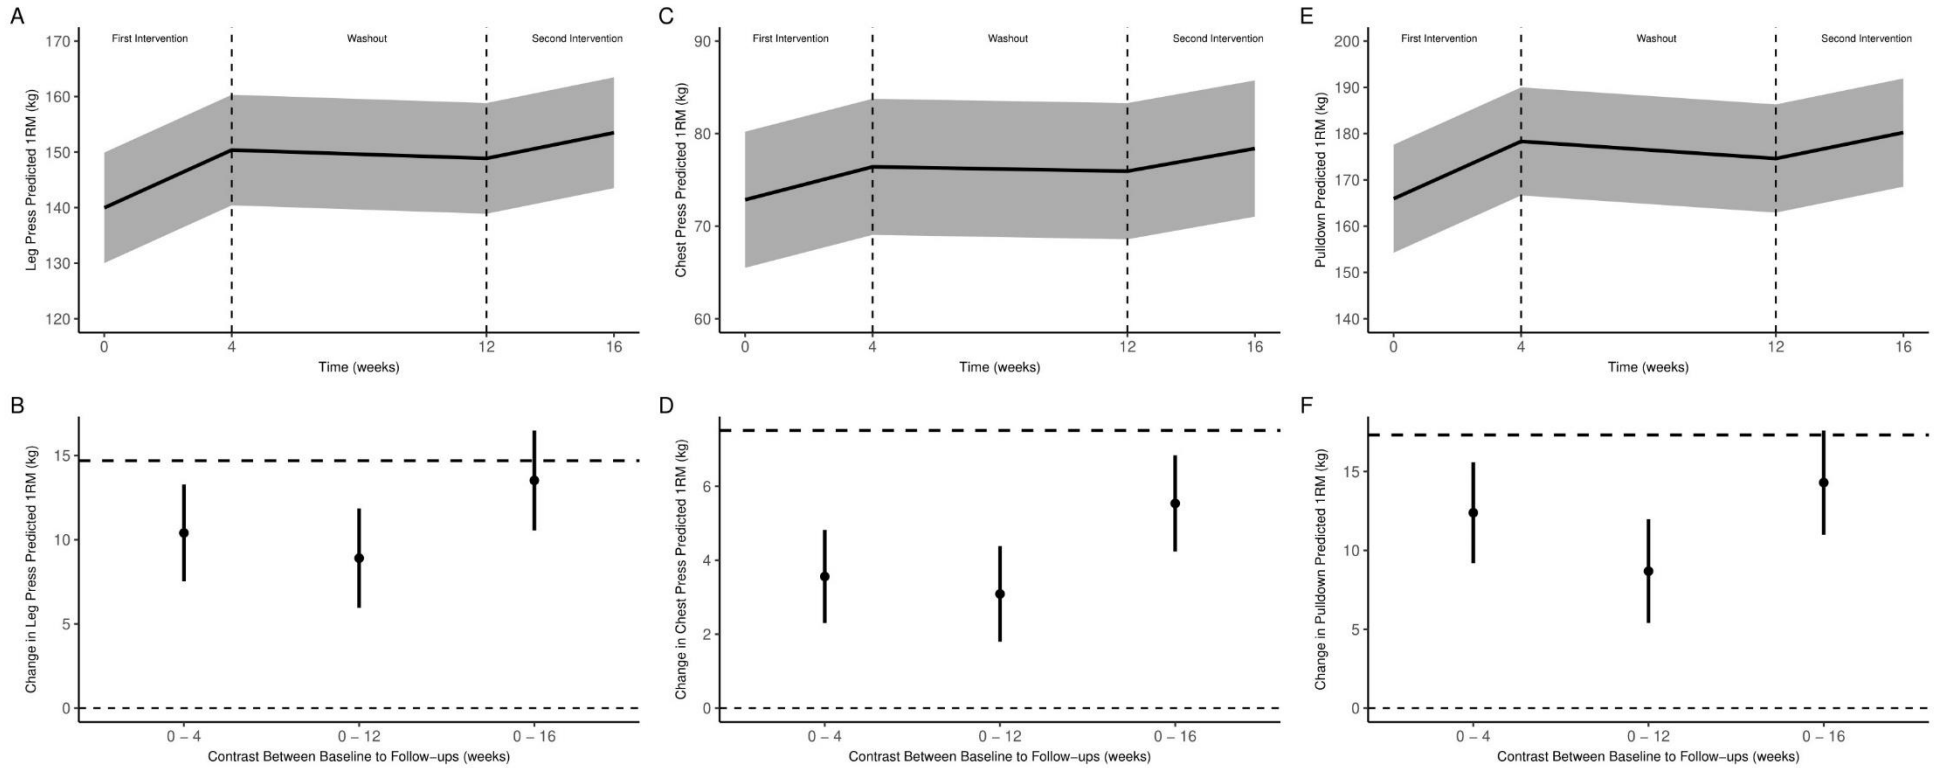 A
Leg Press Predicted 1RM (kg)
170
160
150
140
130
120
First Intervention
Washout
Second Intervention
0
4
12
16
Time (weeks)
C
Chest Press Predicted 1RM (kg)
90
80
70
60
First Intervention
Washout
Second Intervention
0
4
12
16
Time (weeks)
E
Pulldown Predicted 1RM (kg)
200
190
180
170
160
150
140
First Intervention
Washout
Second Intervention
0
4
12
16
Time (weeks)
B
Change in Leg Press Predicted 1RM (kg)
15
10
5
0
0 – 4
0 – 12
0 – 16
Contrast Between Baseline to Follow−ups (weeks)
D
Change in Chest Press Predicted 1RM (kg)
6
4
2
0
0 – 4
0 – 12
0 – 16
Contrast Between Baseline to Follow−ups (weeks)
F
Change in Pulldown Predicted 1RM (kg)
15
10
5
0
0 – 4
0 – 12
0 – 16
Contrast Between Baseline to Follow−ups (weeks)